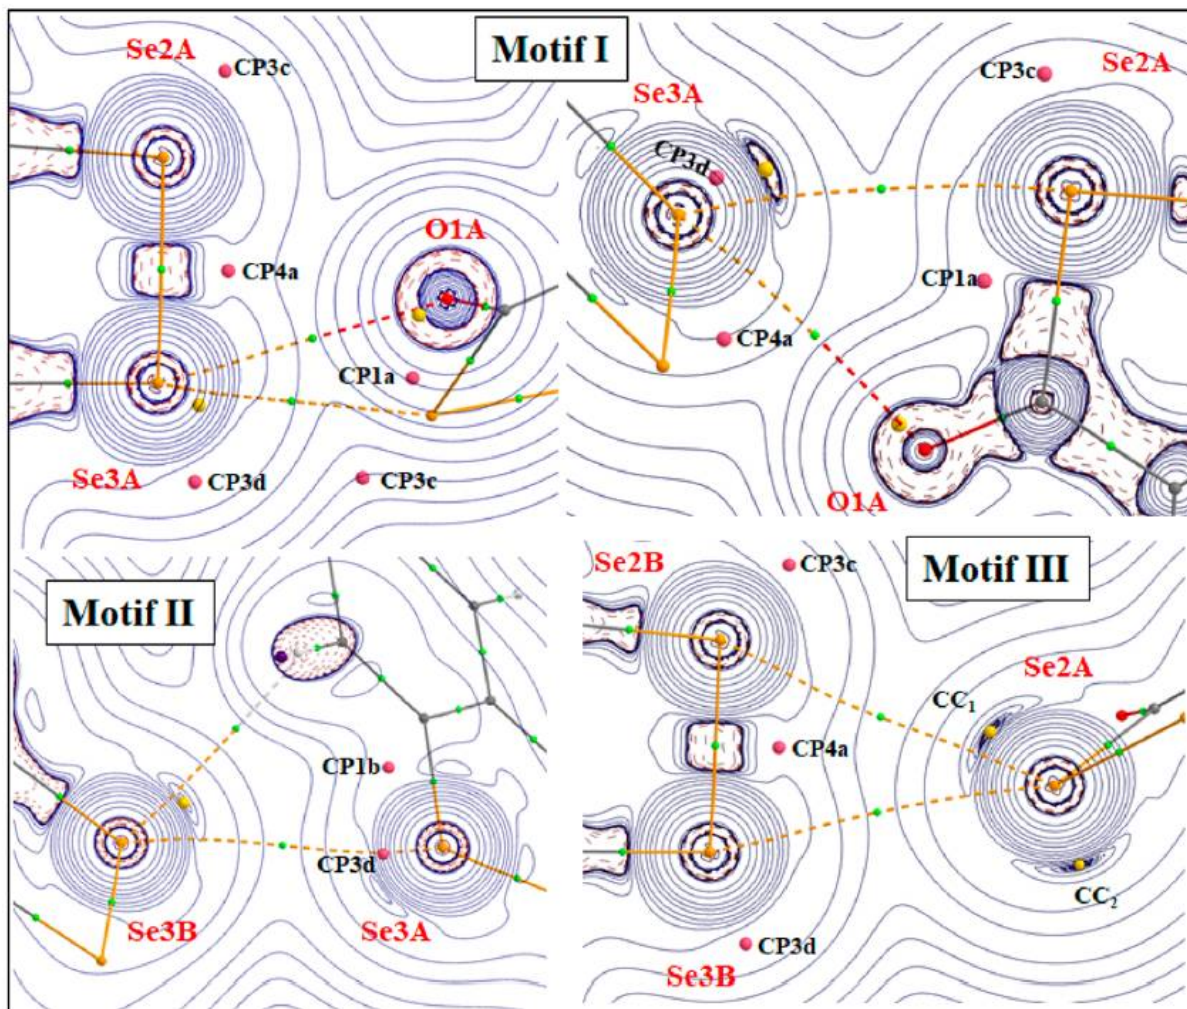 Motif I
Se2A
CP3c
O1A
CP4a
CP1a
Se3A
CP3d
CP3c
CP3c
Se2A
Se3A
CP3d
CP1a
CP4a
O1A
Motif II
CP1b
CP3d
Se3B
Se3A
Motif III
Se2B
CP3c
Se2A
CC₁
CP4a
CC₂
CP3d
Se3B